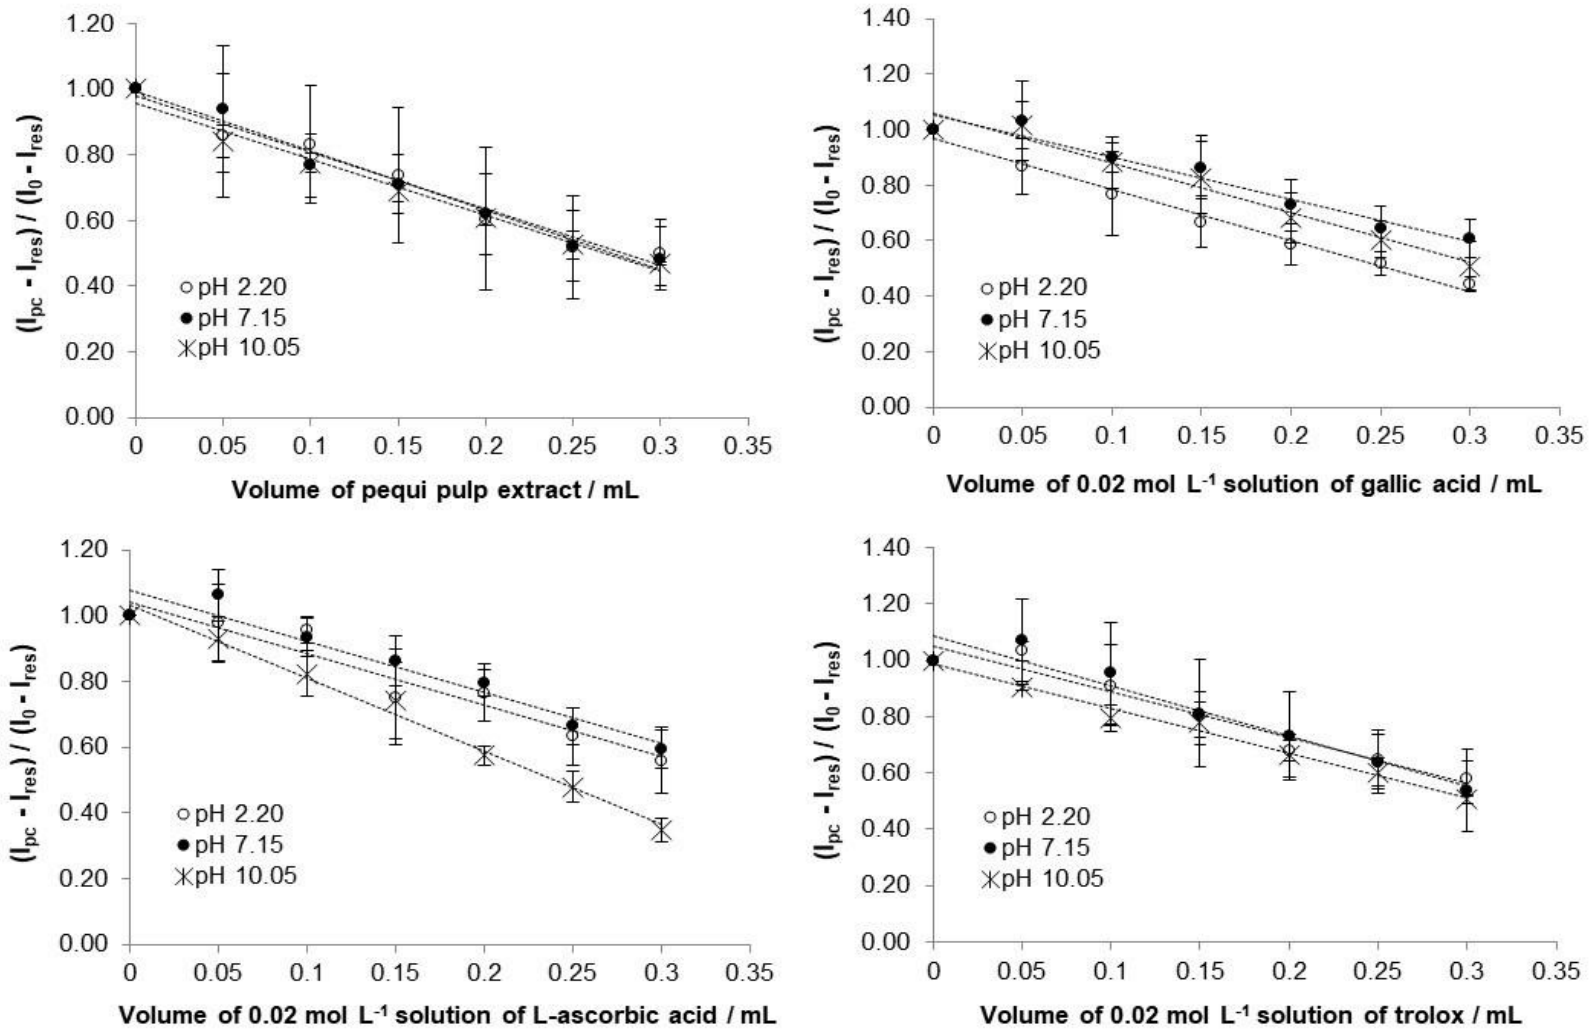 1.20
1.00
0.80
0.60
0.40
0.20
0.00
(Ipc - Ires) / (I0 - Ires)
pH 2.20
pH 7.15
pH 10.05
0 0.05 0.1 0.15 0.2 0.25 0.3 0.35
Volume of pequi pulp extract / mL
1.40
1.20
1.00
0.80
0.60
0.40
0.20
0.00
(Ipc - Ires) / (I0 - Ires)
pH 2.20
pH 7.15
pH 10.05
0 0.05 0.1 0.15 0.2 0.25 0.3 0.35
Volume of 0.02 mol L-1 solution of gallic acid / mL
1.20
1.00
0.80
0.60
0.40
0.20
0.00
(Ipc - Ires) / (I0 - Ires)
pH 2.20
pH 7.15
pH 10.05
0 0.05 0.1 0.15 0.2 0.25 0.3 0.35
Volume of 0.02 mol L-1 solution of L-ascorbic acid / mL
1.40
1.20
1.00
0.80
0.60
0.40
0.20
0.00
(Ipc - Ires) / (I0 - Ires)
pH 2.20
pH 7.15
pH 10.05
0 0.05 0.1 0.15 0.2 0.25 0.3 0.35
Volume of 0.02 mol L-1 solution of trolox / mL